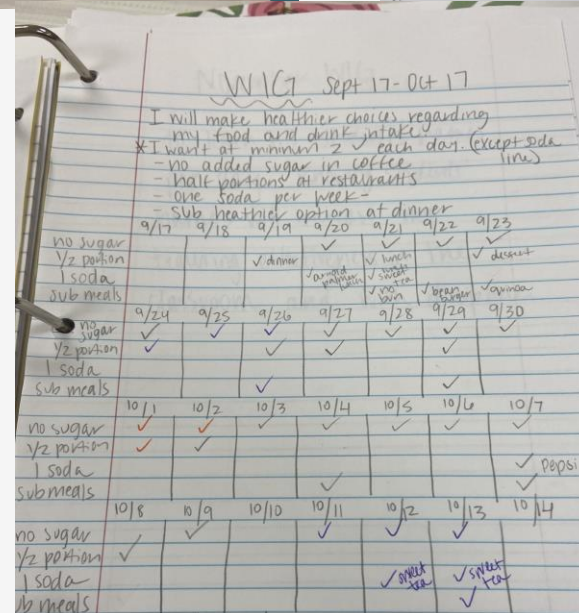 WIG Sept 17 - Oct 17
I will make healthier choices regarding
my food and drink intake.
*I want at minimum 2 ✓ each day. (except soda line)
- no added sugar in coffee
- half portions at restaurants
- one soda per week-
- sub heathier option at dinner
9/17 9/18 9/19 9/20 9/21 9/22 9/23
no sugar ✓ ✓ ✓ ✓
1/2 portion ✓ dinner ✓ lunch ✓ dessert
1 soda ✓ arnold palmer ✓ sweet tea
sub meals ✓ no bun ✓ bean burger ✓ quinoa
9/24 9/25 9/26 9/27 9/28 9/29 9/30
no sugar ✓ ✓ ✓ ✓ ✓ ✓ ✓
1/2 portion ✓ ✓ ✓ ✓
1 soda
sub meals ✓ ✓
10/1 10/2 10/3 10/4 10/5 10/6 10/7
no sugar ✓ ✓ ✓ ✓ ✓ ✓ ✓
1/2 portion ✓ ✓
1 soda ✓ Pepsi
sub meals ✓ ✓
10/8 10/9 10/10 10/11 10/12 10/13 10/14
no sugar ✓ ✓ ✓ ✓
1/2 portion ✓
1 soda ✓ sweet tea ✓ sweet tea
ub meals ✓